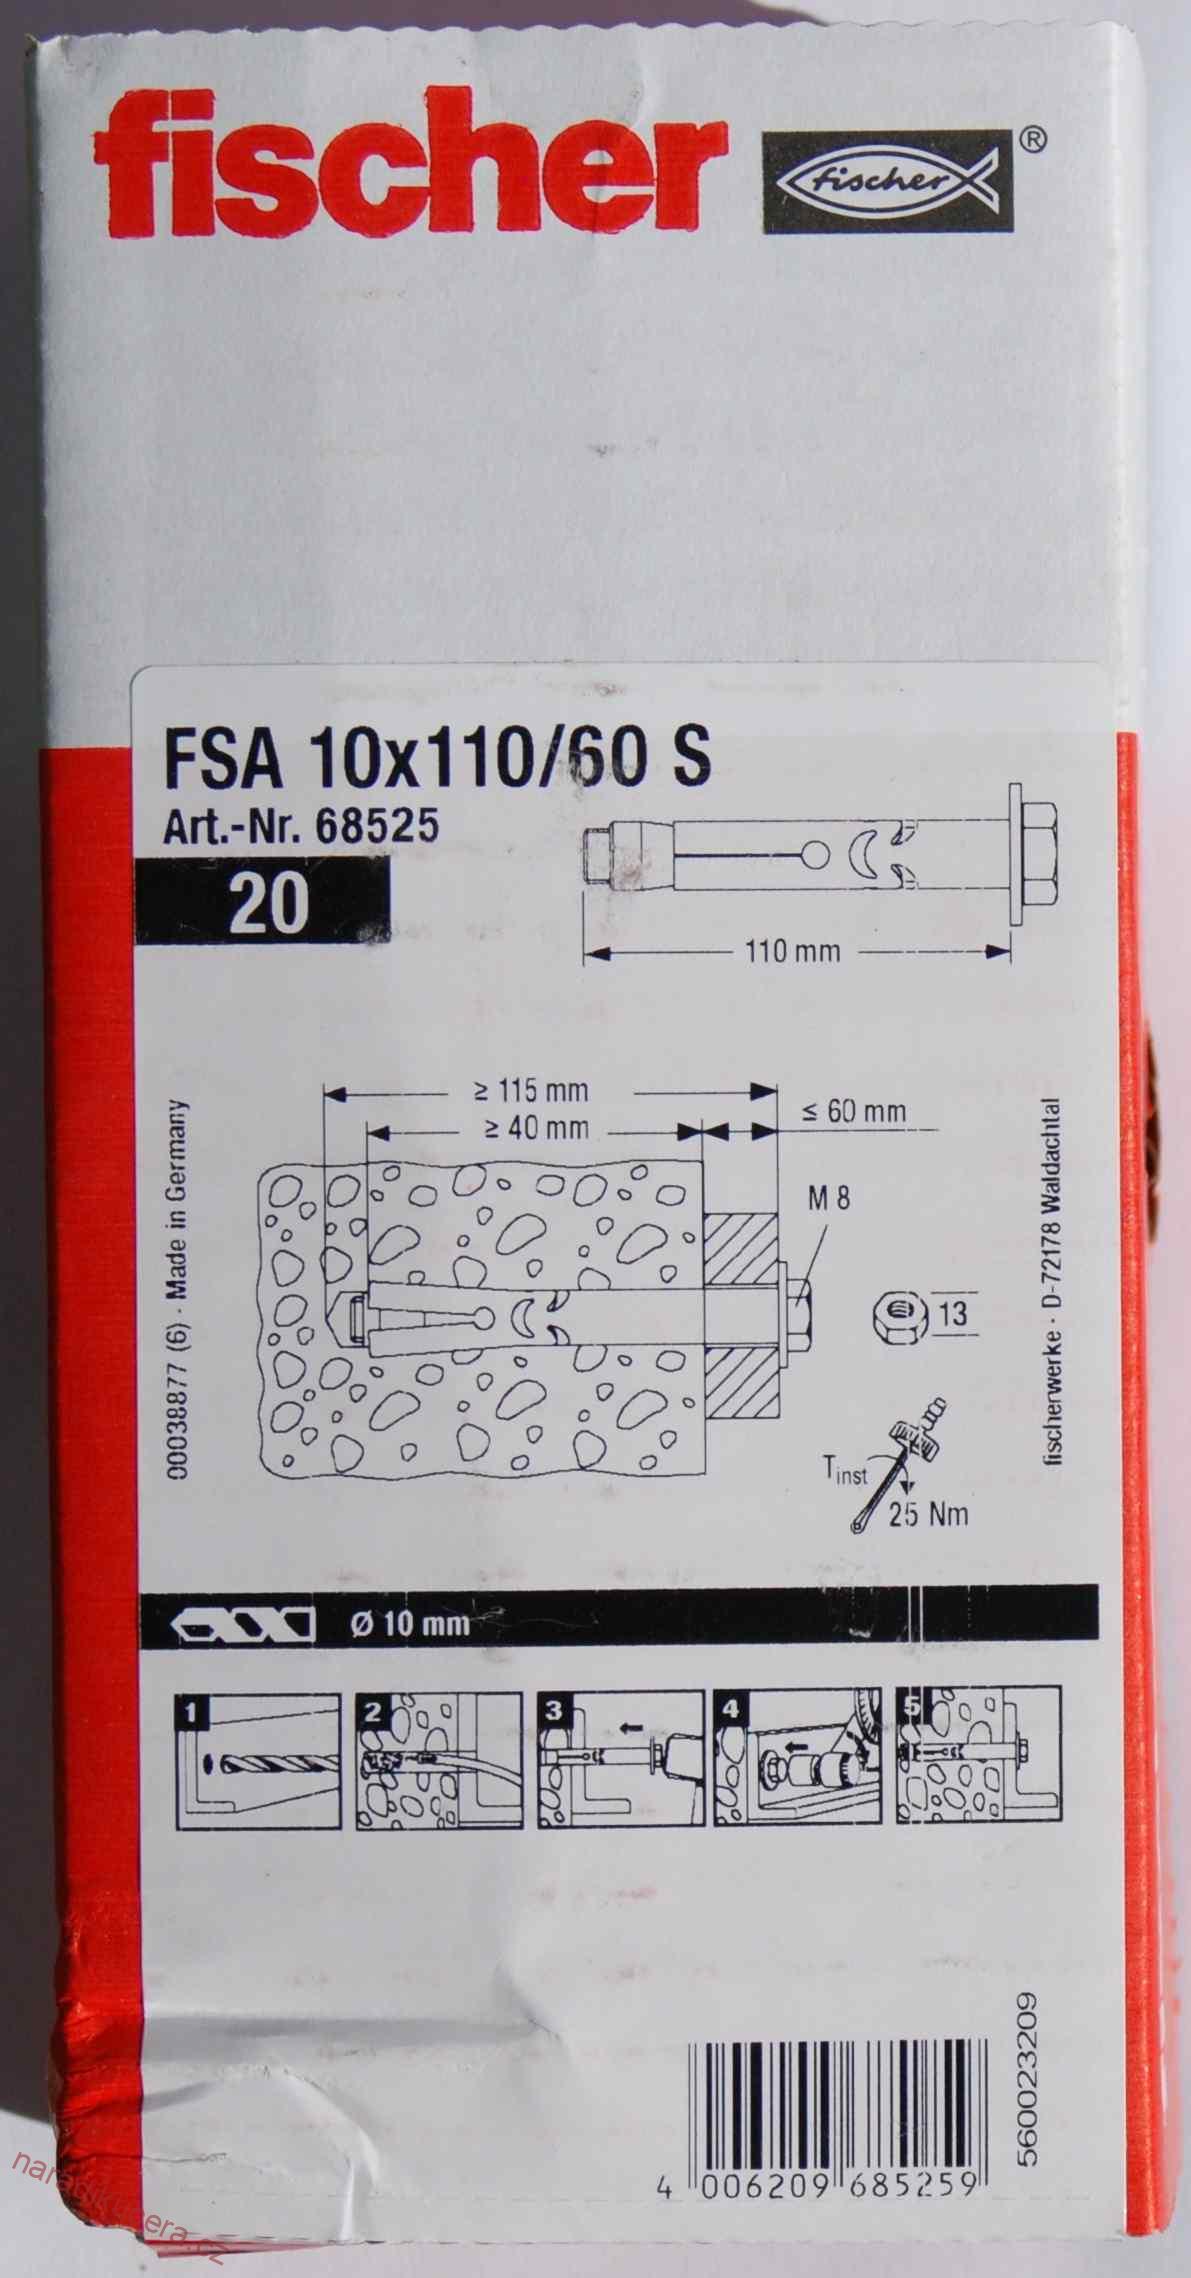 fischer
fischer ®
FSA 10x110/60 S
Art.-Nr. 68525
20
110 mm
≥ 115 mm
≥ 40 mm
≤ 60 mm
M 8
13
Tinst
25 Nm
00038877 (6) · Made in Germany
fischerwerke · D-72178 Waldachtal
Ø 10 mm
1
2
3
4
5
4 006209 685259
560023209